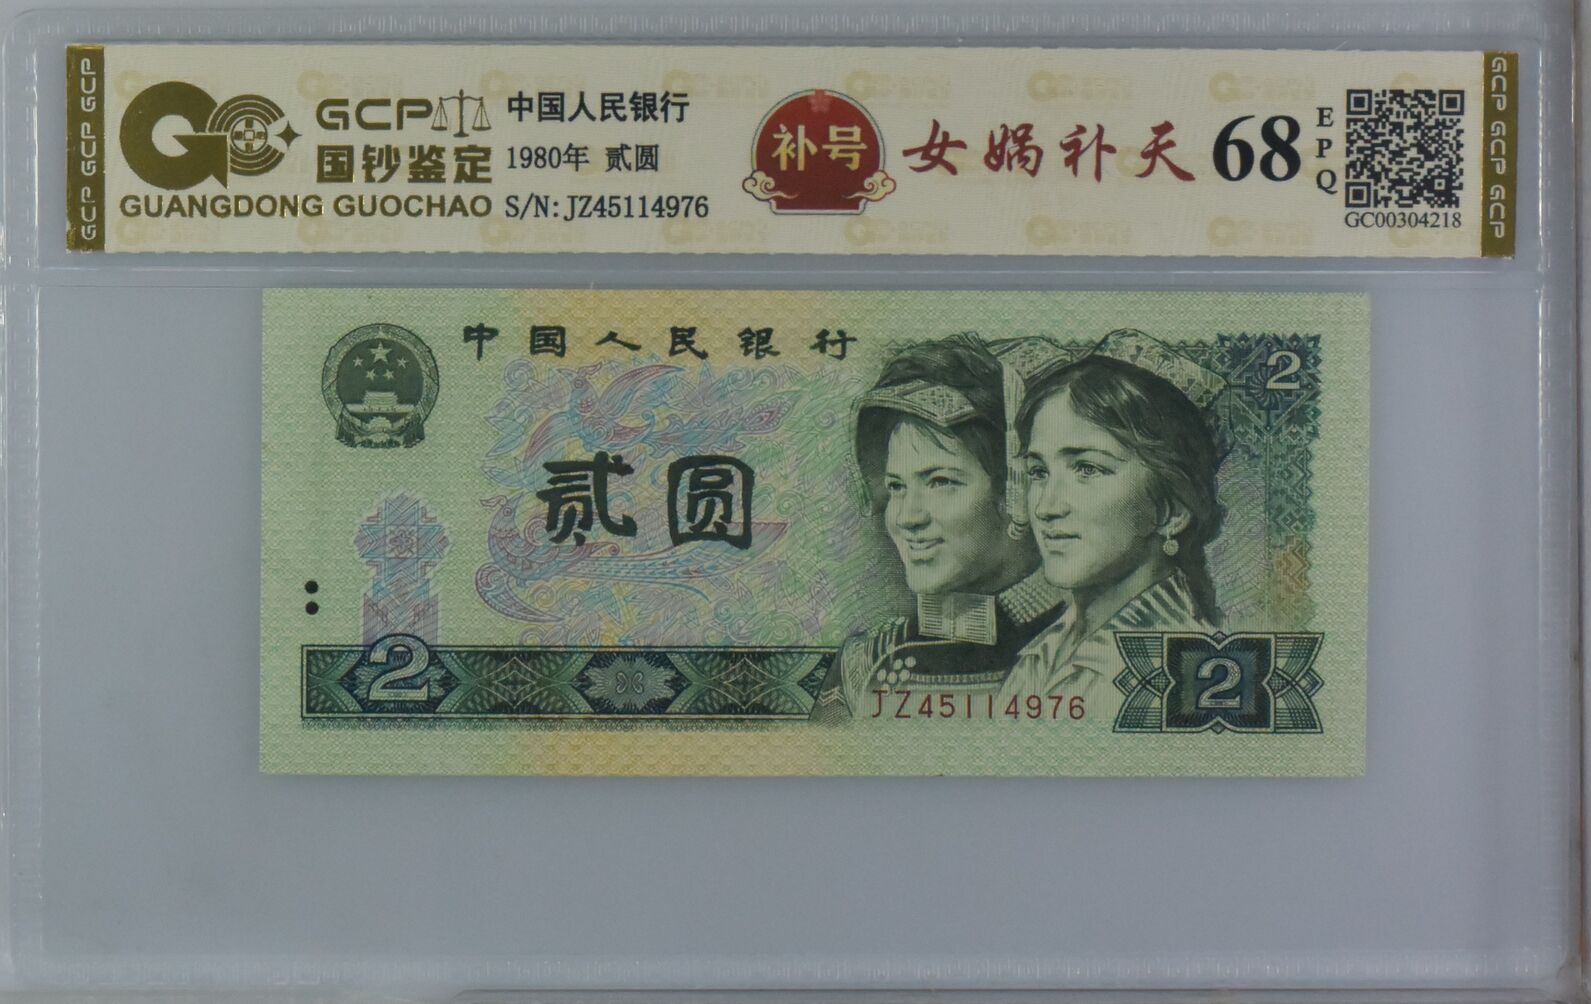 GCP GCP GCP
GCP
国钞鉴定
GUANGDONG GUOCHAO
中国人民银行
1980年 贰圆
S/N:JZ45114976
补号
女娲补天
68
EPQ
GC00304218
GCP GCP GCP
中国人民银行
2
贰圆
2
JZ45114976
2